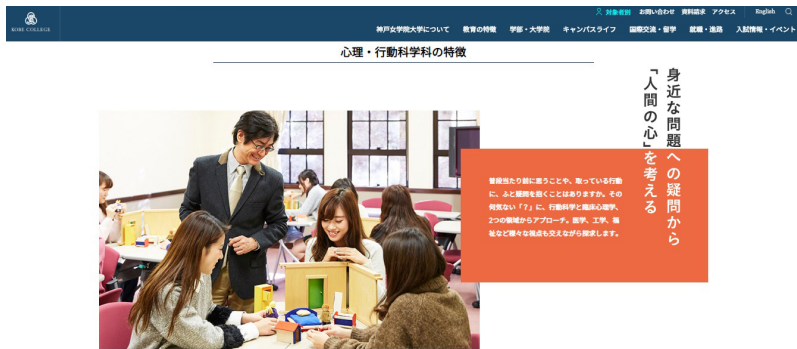 対象者別 お問い合わせ 資料請求 アクセス English
KOBE COLLEGE
神戸女学院大学について 教育の特徴 学部・大学院 キャンパスライフ 国際交流・留学 就職・進路 入試情報・イベント
心理・行動科学科の特徴
身近な問題への疑問から
「人間の心」を考える
普段当たり前に思うことや、取っている行動
に、ふと疑問を抱くことはありますか。その
何気ない「?」に、行動科学と臨床心理学、
2つの領域からアプローチ。医学、工学、福
祉など様々な視点も交えながら探求します。